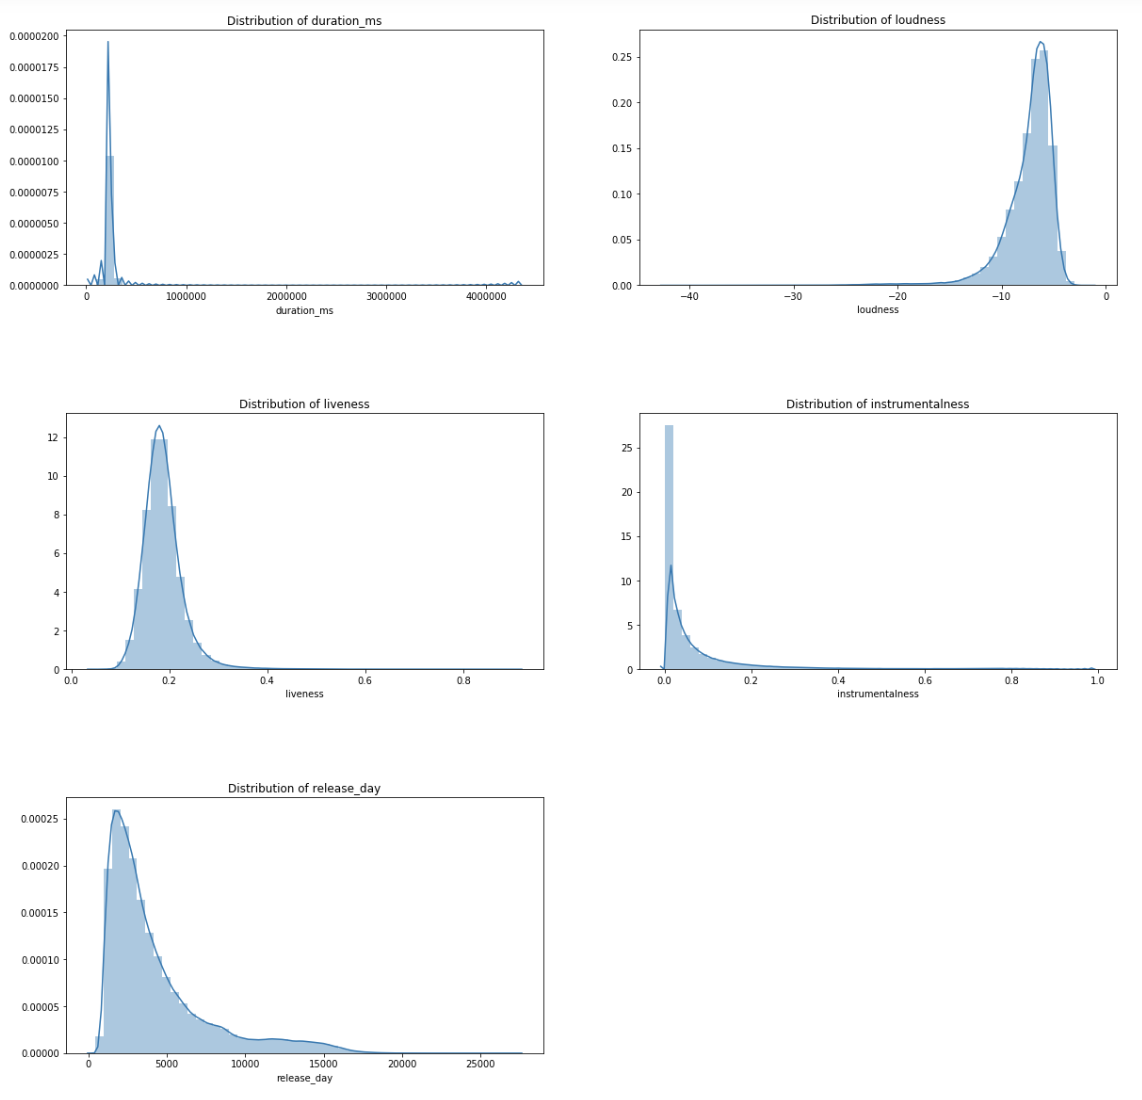 Distribution of duration_ms
0.0000200
0.0000175
0.0000150
0.0000125
0.0000100
0.0000075
0.0000050
0.0000025
0.0000000
0 1000000 2000000 3000000 4000000
duration_ms
Distribution of loudness
0.25
0.20
0.15
0.10
0.05
0.00
−40 −30 −20 −10 0
loudness
Distribution of liveness
12
10
8
6
4
2
0
0.0 0.2 0.4 0.6 0.8
liveness
Distribution of instrumentalness
25
20
15
10
5
0
0.0 0.2 0.4 0.6 0.8 1.0
instrumentalness
Distribution of release_day
0.00025
0.00020
0.00015
0.00010
0.00005
0.00000
0 5000 10000 15000 20000 25000
release_day